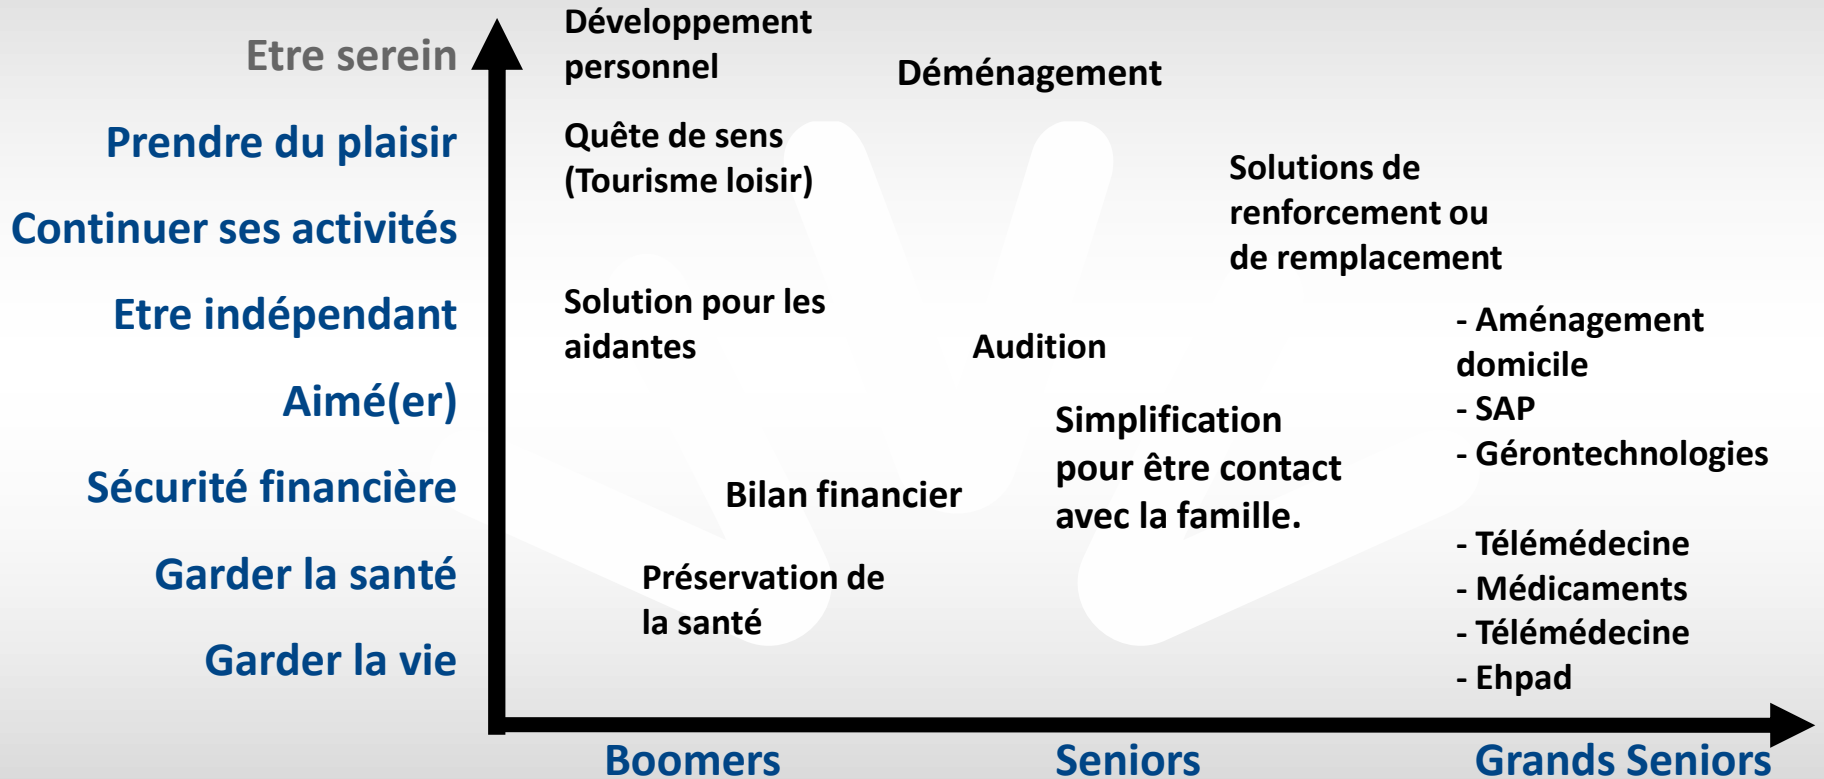 Etre serein
Prendre du plaisir
Continuer ses activités
Etre indépendant
Aimé(er)
Sécurité financière
Garder la santé
Garder la vie
Développement
personnel
Déménagement
Quête de sens
(Tourisme loisir)
Solutions de
renforcement ou
de remplacement
Solution pour les
aidantes
Audition
- Aménagement
domicile
- SAP
- Gérontechnologies
Simplification
pour être contact
avec la famille.
Bilan financier
Préservation de
la santé
- Télémédecine
- Médicaments
- Télémédecine
- Ehpad
Boomers
Seniors
Grands Seniors